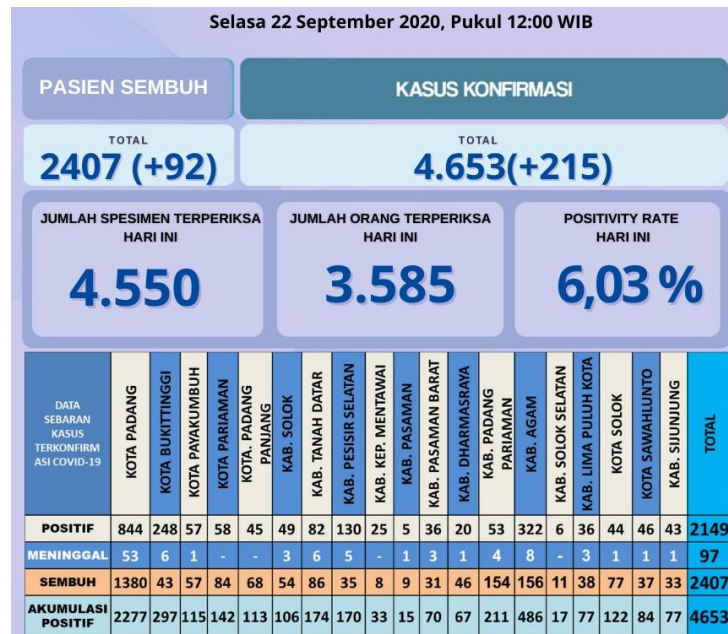 Selasa 22 September 2020, Pukul 12:00 WIB
PASIEN SEMBUH
KASUS KONFIRMASI
TOTAL
2407 (+92)
TOTAL
4.653(+215)
JUMLAH SPESIMEN TERPERIKSA
HARI INI
4.550
JUMLAH ORANG TERPERIKSA
HARI INI
3.585
POSITIVITY RATE
HARI INI
6,03 %
DATA
SEBARAN
KASUS
TERKONFIRM
ASI COVID-19
KOTA PADANG
KOTA BUKITTINGGI
KOTA PAYAKUMBUH
KOTA PARIAMAN
KOTA. PADANG
PANJANG
KAB. SOLOK
KAB. TANAH DATAR
KAB. PESISIR SELATAN
KAB. KEP. MENTAWAI
KAB. PASAMAN
KAB. PASAMAN BARAT
KAB. DHARMASRAYA
KAB. PADANG
PARIAMAN
KAB. AGAM
KAB. SOLOK SELATAN
KAB. LIMA PULUH KOTA
KOTA SOLOK
KOTA SAWAHLUNTO
KAB. SIJUNJUNG
TOTAL
POSITIF 844 248 57 58 45 49 82 130 25 5 36 20 53 322 6 36 44 46 43 2149
MENINGGAL 53 6 1 - - 3 6 5 - 1 3 1 4 8 - 3 1 1 1 97
SEMBUH 1380 43 57 84 68 54 86 35 8 9 31 46 154 156 11 38 77 37 33 2407
AKUMULASI
POSITIF 2277 297 115 142 113 106 174 170 33 15 70 67 211 486 17 77 122 84 77 4653